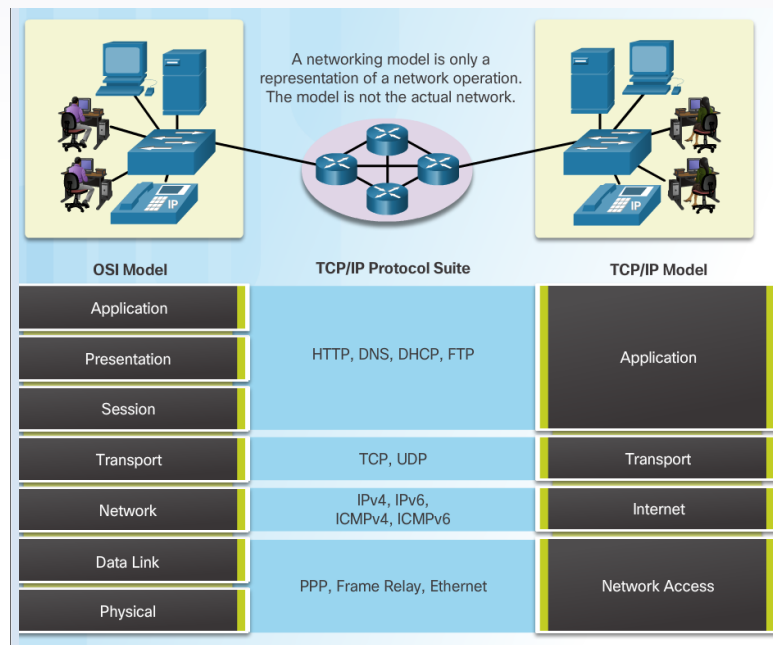 A networking model is only a
representation of a network operation.
The model is not the actual network.
IP
IP
OSI Model
TCP/IP Protocol Suite
TCP/IP Model
Application
Presentation
Session
HTTP, DNS, DHCP, FTP
Application
Transport
TCP, UDP
Transport
Network
IPv4, IPv6,
ICMPv4, ICMPv6
Internet
Data Link
Physical
PPP, Frame Relay, Ethernet
Network Access